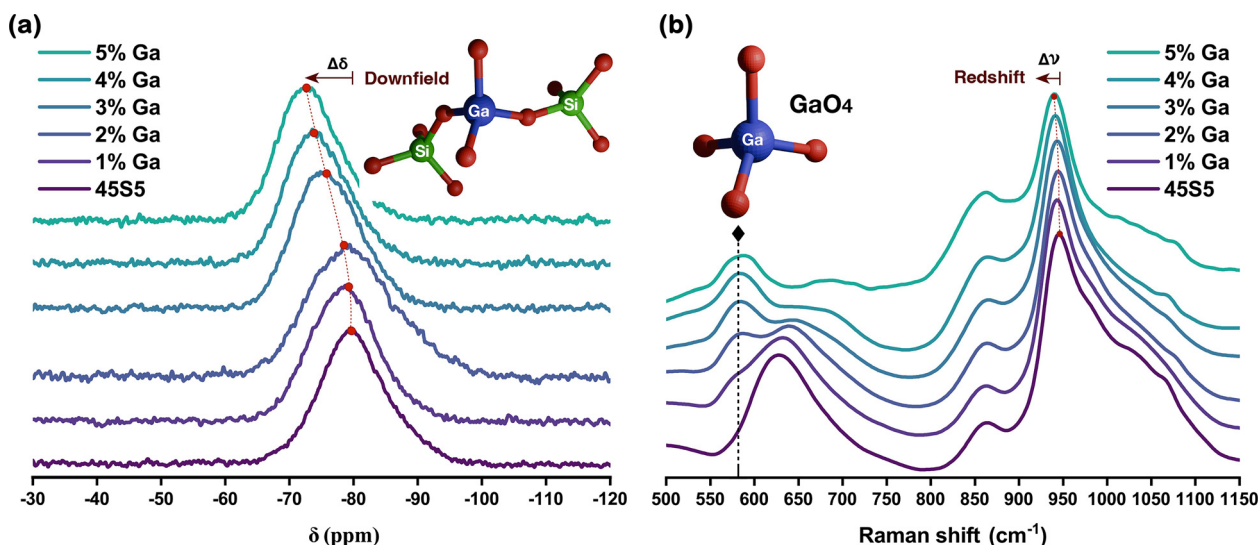 (a)
5% Ga
4% Ga
3% Ga
2% Ga
1% Ga
45S5
Δδ
Downfield
Ga
Si
Si
-30 -40 -50 -60 -70 -80 -90 -100 -110 -120
δ (ppm)
(b)
GaO₄
Ga
Δν
Redshift
5% Ga
4% Ga
3% Ga
2% Ga
1% Ga
45S5
500 550 600 650 700 750 800 850 900 950 1000 1050 1100 1150
Raman shift (cm⁻¹)